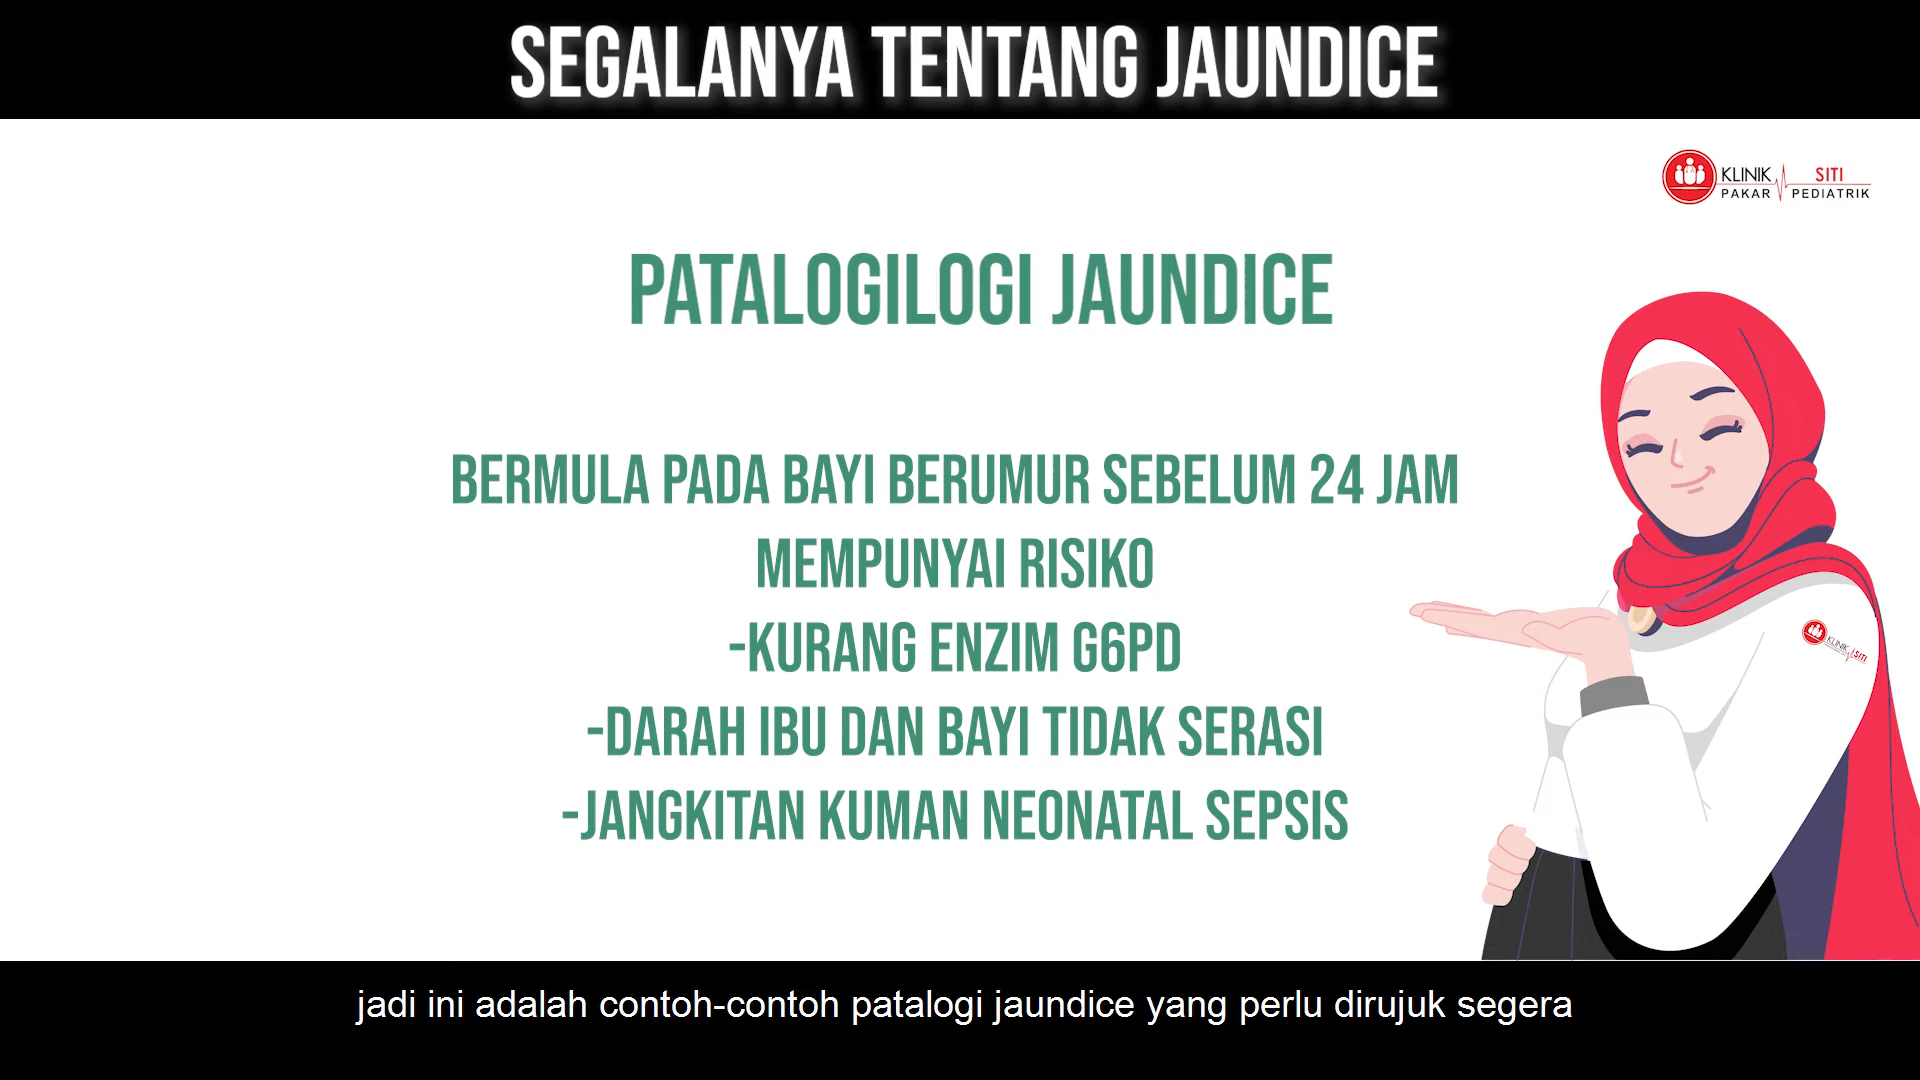 SEGALANYA TENTANG JAUNDICE
KLINIK SITI
PAKAR PEDIATRIK
PATALOGILOGI JAUNDICE
BERMULA PADA BAYI BERUMUR SEBELUM 24 JAM
MEMPUNYAI RISIKO
-KURANG ENZIM G6PD
-DARAH IBU DAN BAYI TIDAK SERASI
-JANGKITAN KUMAN NEONATAL SEPSIS
KLINIK SITI
jadi ini adalah contoh-contoh patalogi jaundice yang perlu dirujuk segera